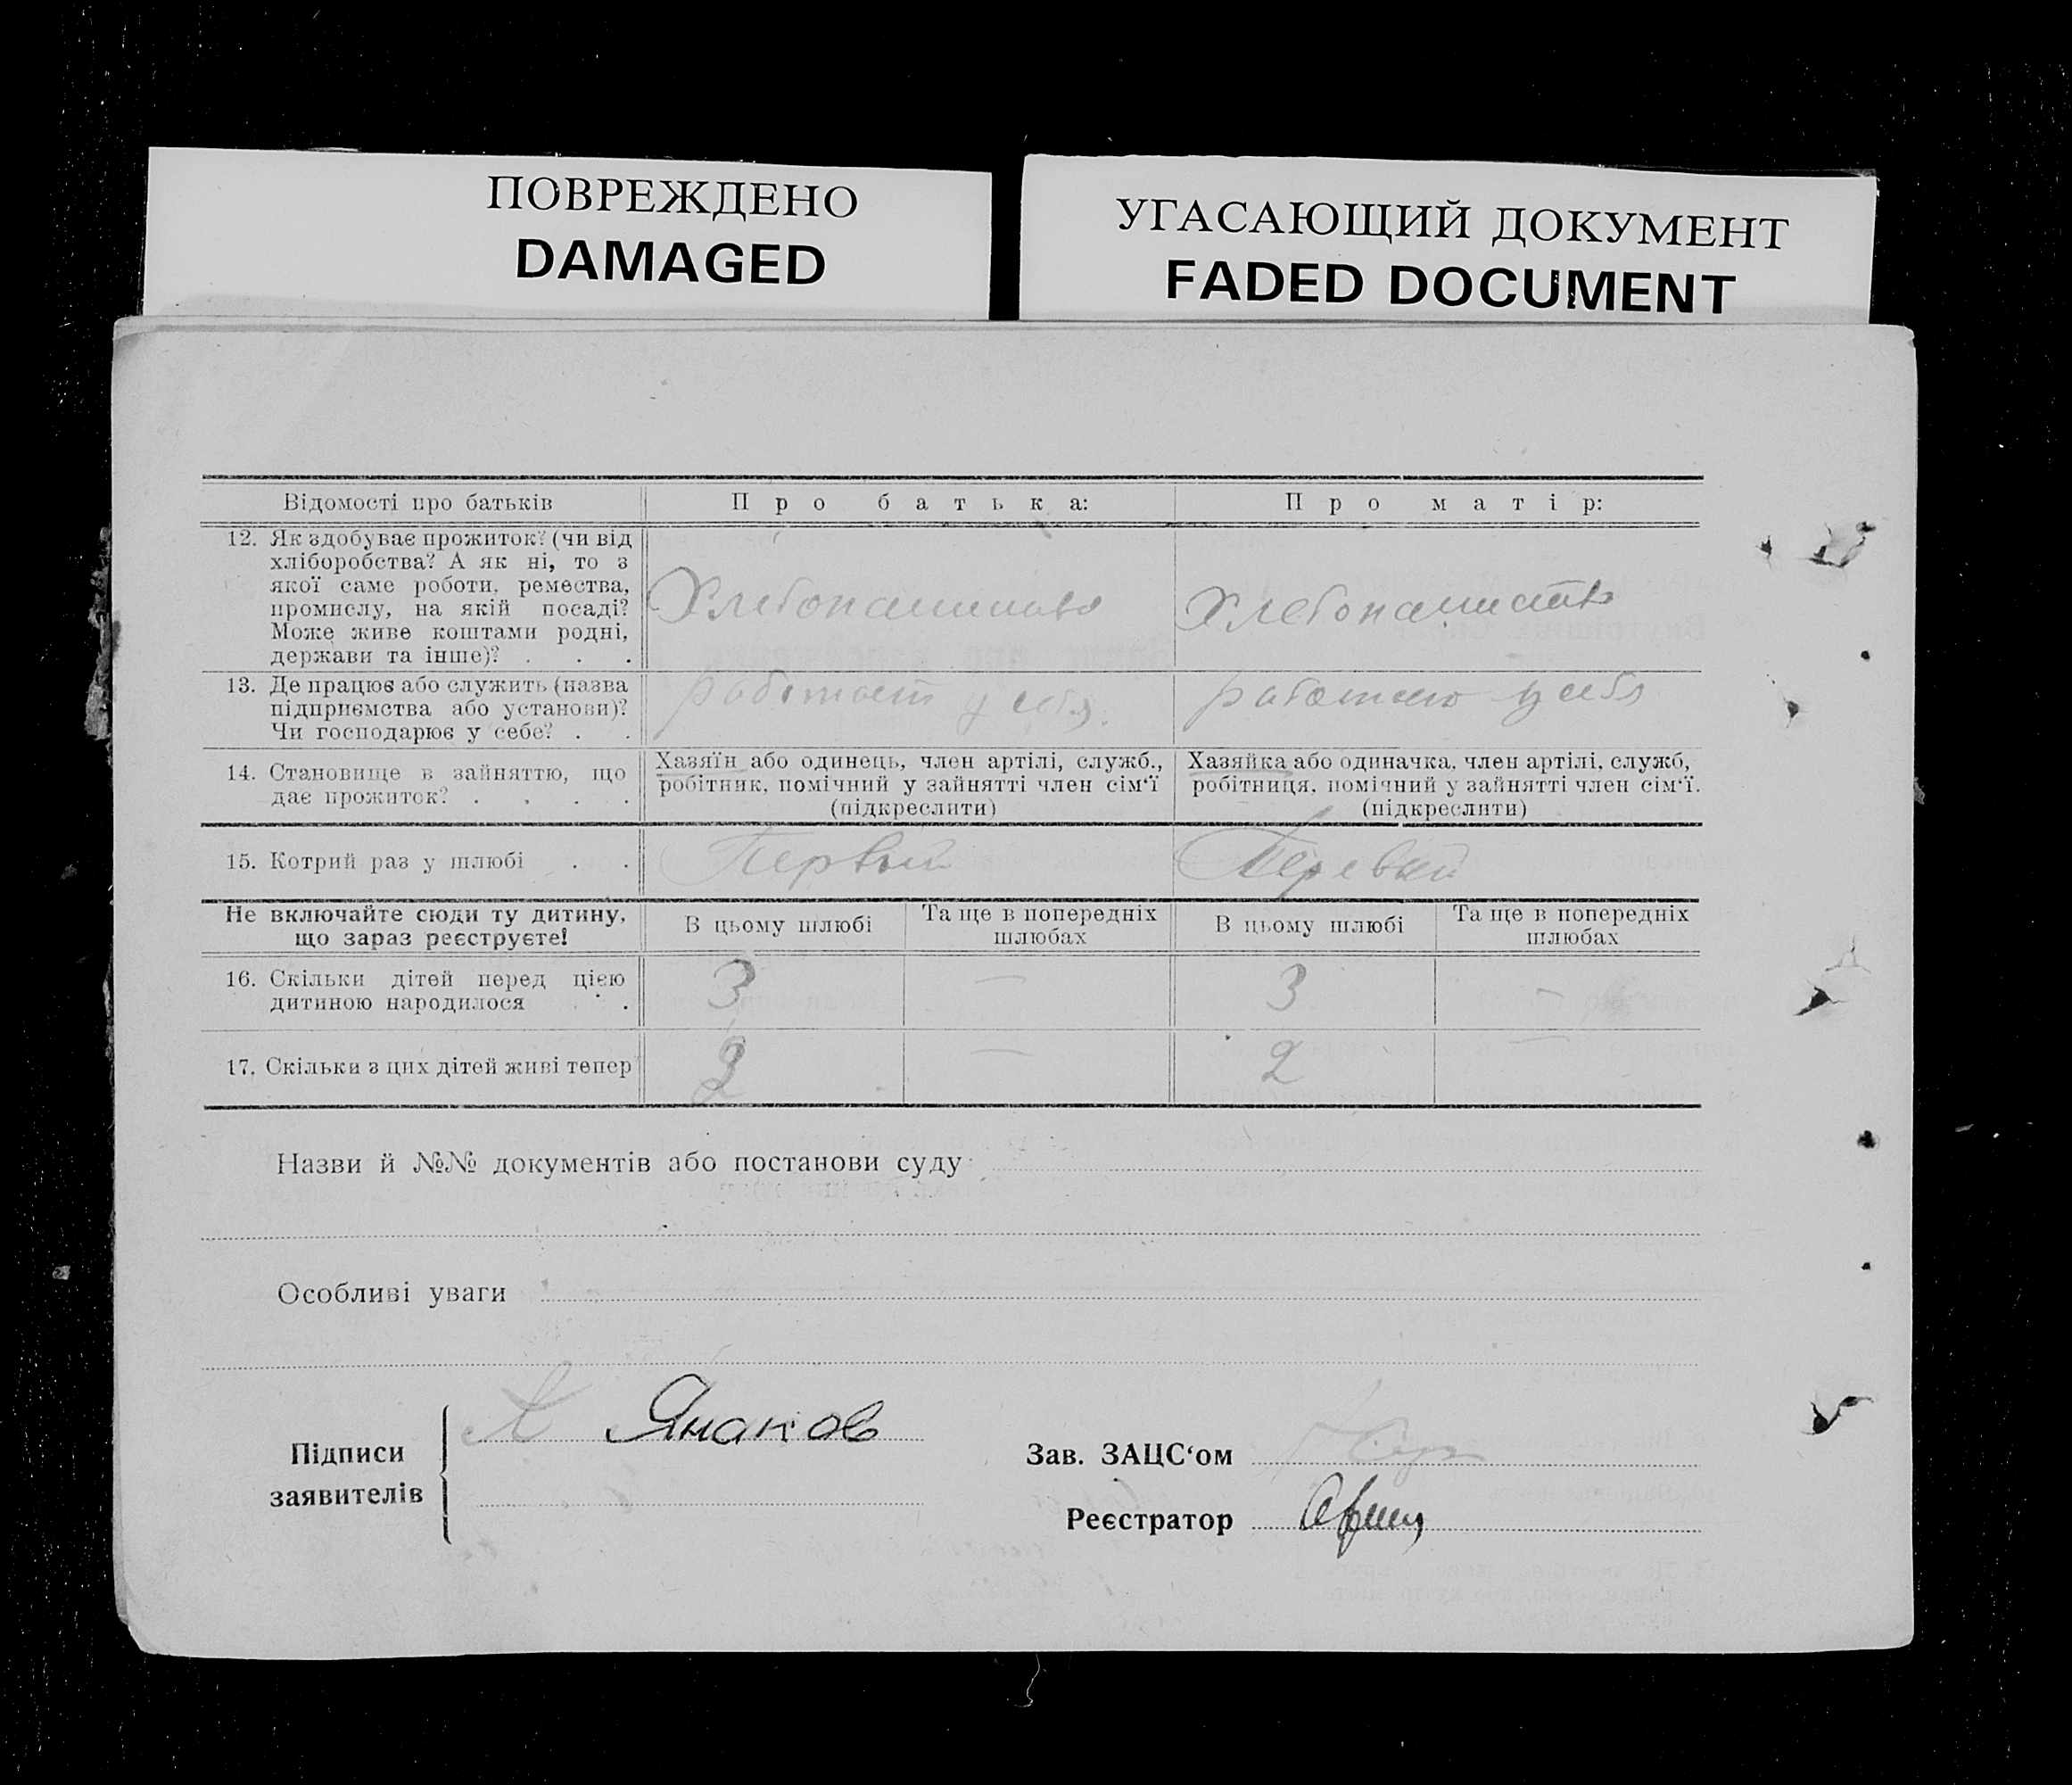 ПОВРЕЖДЕНО
DAMAGED
УГАСАЮЩИЙ ДОКУМЕНТ
FADED DOCUMENT
Відомості про батьків
Про батька:
Про матір:
12. Як здобуває прожиток? (чи від
хліборобства? А як ні, то з
якої саме роботи, ремества,
промислу, на якій посаді?
Може живе коштами родні,
держави та інше)? . . .
Хлебопашество
Хлебопашество
13. Де працює або служить (назва
підприємства або установи)?
Чи господарює у себе? . .
работает у себя.
работает у себя
14. Становище в зайняттю, що
дає прожиток? . . . .
Хазяїн або одинець, член артілі, служб.,
робітник, помічний у зайнятті член сім‘ї
(підкреслити)
Хазяйка або одиначка, член артілі, служб,
робітниця, помічний у зайнятті член сім‘ї.
(підкреслити)
15. Котрий раз у шлюбі . .
Первый
Перевый
Не включайте сюди ту дитину,
що зараз реєструєте!
В цьому шлюбі
Та ще в попередніх
шлюбах
В цьому шлюбі
Та ще в попередніх
шлюбах
16. Скільки дітей перед цією
дитиною народилося . .
3 — 3 —
17. Скільки з цих дітей живі тепер
2 — 2 —
Назви й №№ документів або постанови суду
Особливі уваги
Підписи
заявителів
Янаков
Зав. ЗАЦС‘ом
Реєстратор